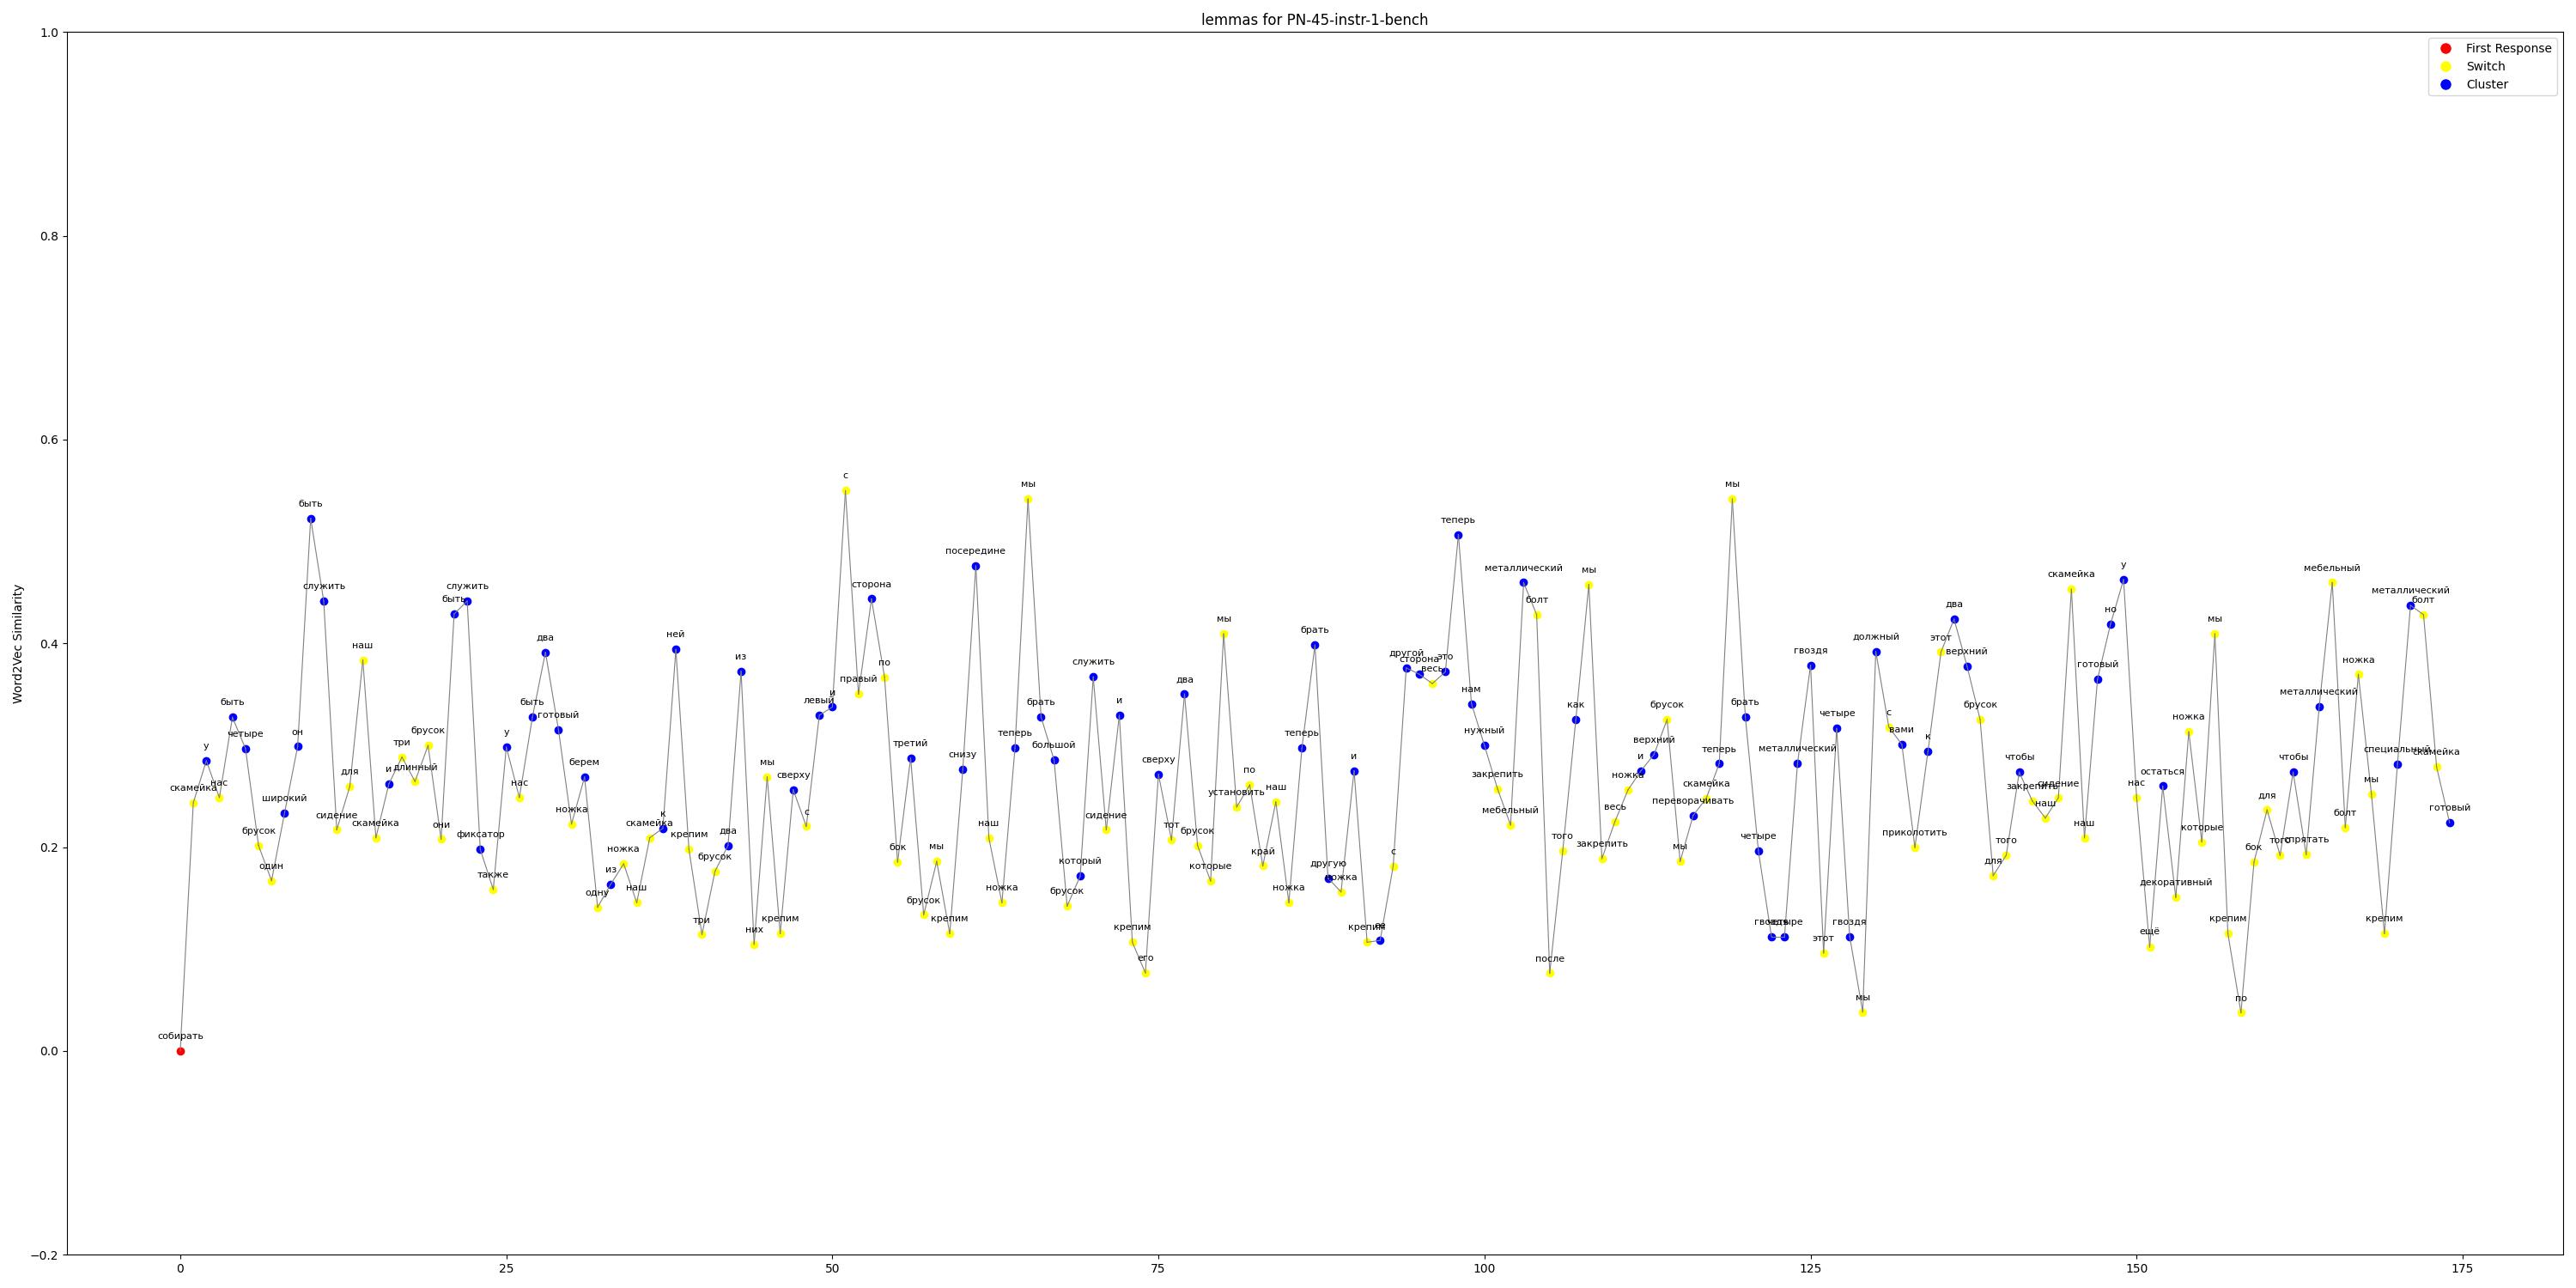 lemmas for PN-45-instr-1-bench
First Response
Switch
Cluster
Word2Vec Similarity
1.0
0.8
0.6
0.4
0.2
0.0
−0.2
собирать
скамейка
у
нас
быть
четыре
брусок
один
широкий
он
быть
служить
сидение
для
наш
скамейка
и
три
длинный
брусок
они
быть
служить
фиксатор
также
у
нас
быть
два
готовый
ножка
берем
одну
из
ножка
наш
скамейка
к
ней
крепим
три
брусок
два
из
них
мы
крепим
сверху
с
левый
и
с
правый
сторона
по
бок
третий
брусок
мы
крепим
снизу
посередине
наш
ножка
теперь
мы
брать
большой
брусок
который
служить
сидение
и
крепим
его
сверху
тот
два
брусок
которые
мы
установить
по
край
наш
ножка
теперь
брать
другую
ножка
и
крепим
с
другой
сторона
весь
это
теперь
нам
нужный
закрепить
мебельный
металлический
болт
после
того
как
мы
закрепить
весь
ножка
и
верхний
брусок
мы
переворачивать
скамейка
теперь
мы
брать
четыре
гвоздя
четыре
металлический
гвоздя
этот
четыре
гвоздя
мы
должный
с
вами
приколотить
к
этот
два
верхний
брусок
для
того
чтобы
закрепить
наш
сидение
скамейка
наш
готовый
но
у
нас
ещё
остаться
декоративный
ножка
которые
мы
крепим
по
бок
для
того
чтобы
спрятать
металлический
мебельный
болт
ножка
мы
крепим
специальный
металлический
болт
скамейка
готовый
0
25
50
75
100
125
150
175